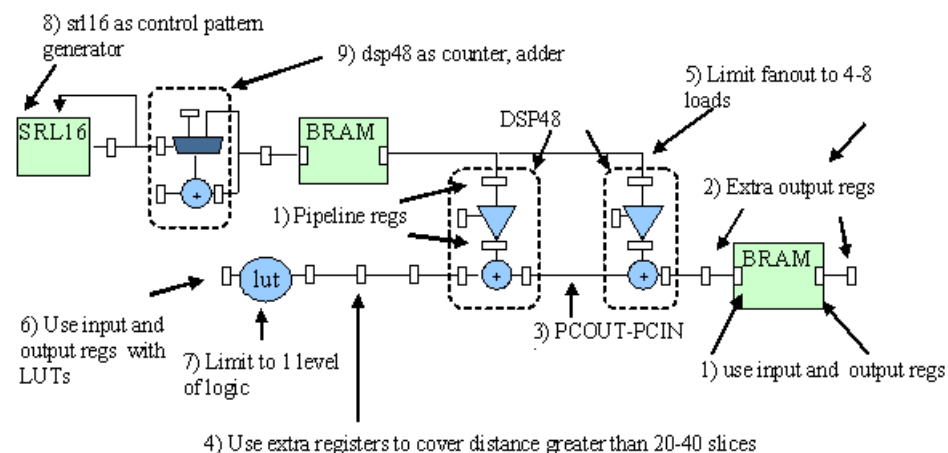 8) srl16 as control pattern
generator
9) dsp48 as counter, adder
5) Limit fanout to 4-8
loads
SRL16
BRAM
DSP48
2) Extra output regs
1) Pipeline regs
lut
BRAM
6) Use input and
output regs with
LUTs
7) Limit to 1 level
of logic
3) PCOUT-PCIN
1) use input and output regs
4) Use extra registers to cover distance greater than 20-40 slices
+
+
+